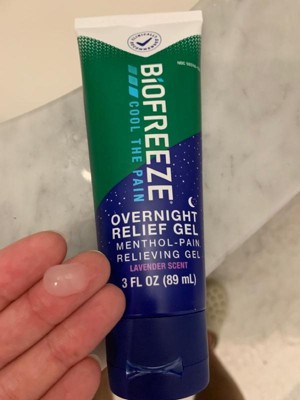 BIOFREEZE®
COOL THE PAIN
OVERNIGHT
RELIEF GEL
MENTHOL-PAIN
RELIEVING GEL
LAVENDER SCENT
3 FL OZ (89 mL)